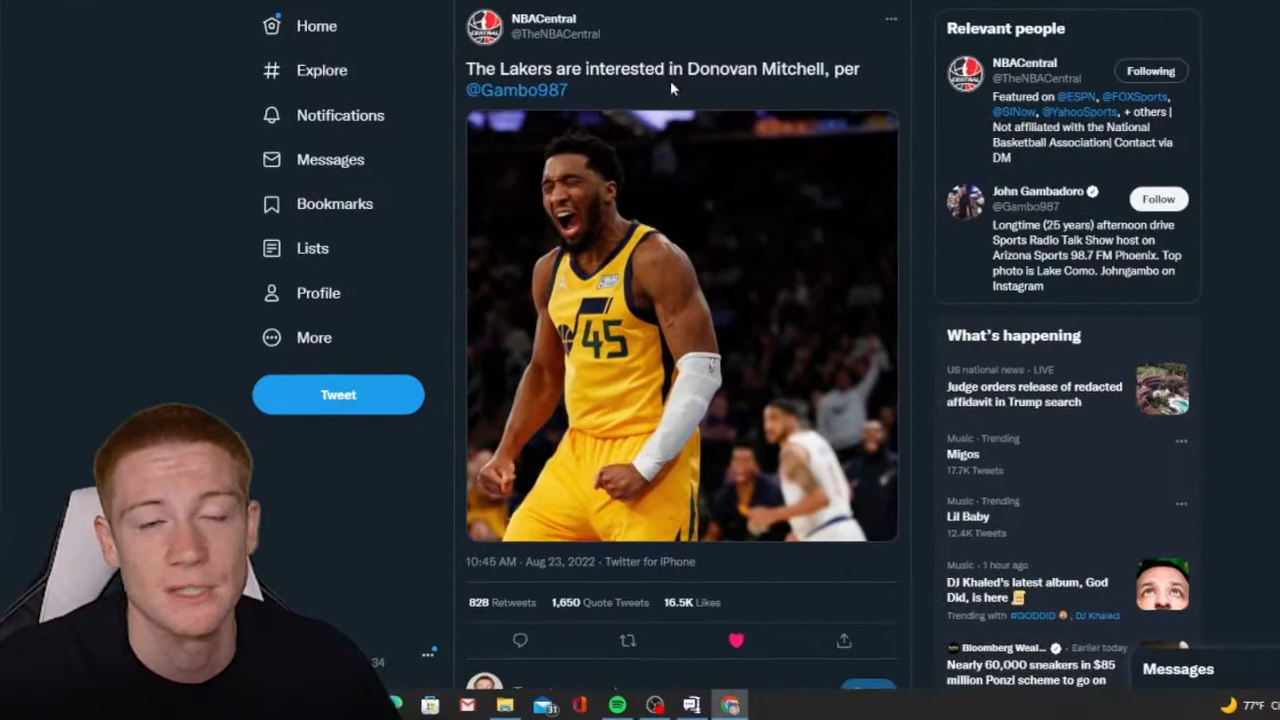 Home
Explore
Notifications
Messages
Bookmarks
Lists
Profile
More
Tweet
34
NBACentral
@TheNBACentral
The Lakers are interested in Donovan Mitchell, per
@Gambo987
45
10:45 AM · Aug 23, 2022 · Twitter for iPhone
828 Retweets 1,650 Quote Tweets 16.5K Likes
Relevant people
NBACentral
@TheNBACentral
Following
Featured on @ESPN, @FOXSports,
@SINow, @YahooSports, + others |
Not affiliated with the National
Basketball Association| Contact via
DM
John Gambadoro
@Gambo987
Follow
Longtime (25 years) afternoon drive
Sports Radio Talk Show host on
Arizona Sports 98.7 FM Phoenix. Top
photo is Lake Como. Johngambo on
Instagram
What's happening
US national news · LIVE
Judge orders release of redacted
affidavit in Trump search
Music · Trending
Migos
17.7K Tweets
Music · Trending
Lil Baby
12.4K Tweets
Music · 1 hour ago
DJ Khaled's latest album, God
Did, is here
Trending with #GODDID, DJ Khaled
Bloomberg Weal... · Earlier today
Nearly 60,000 sneakers in $85
million Ponzi scheme to go on
Messages
31
77°F